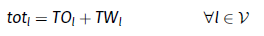 tot_l = TO_l + TW_l ∀l ∈ 𝒱